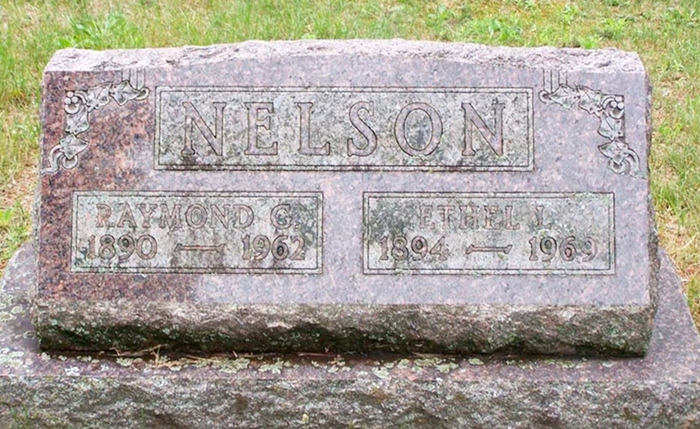 NELSON
RAYMOND G.
1890 — 1962
ETHEL L.
1894 — 1969